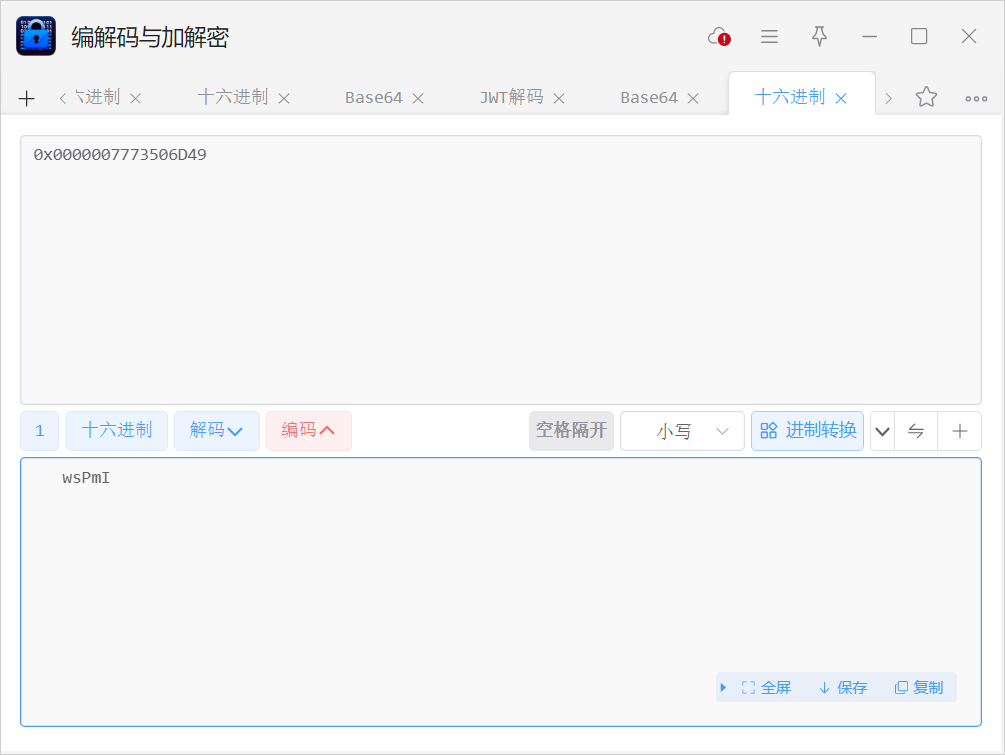 编解码与加解密
六进制
十六进制
Base64
JWT解码
Base64
十六进制
0x0000007773506D49
1
十六进制
解码
编码
空格隔开
小写
进制转换
wsPmI
全屏
保存
复制